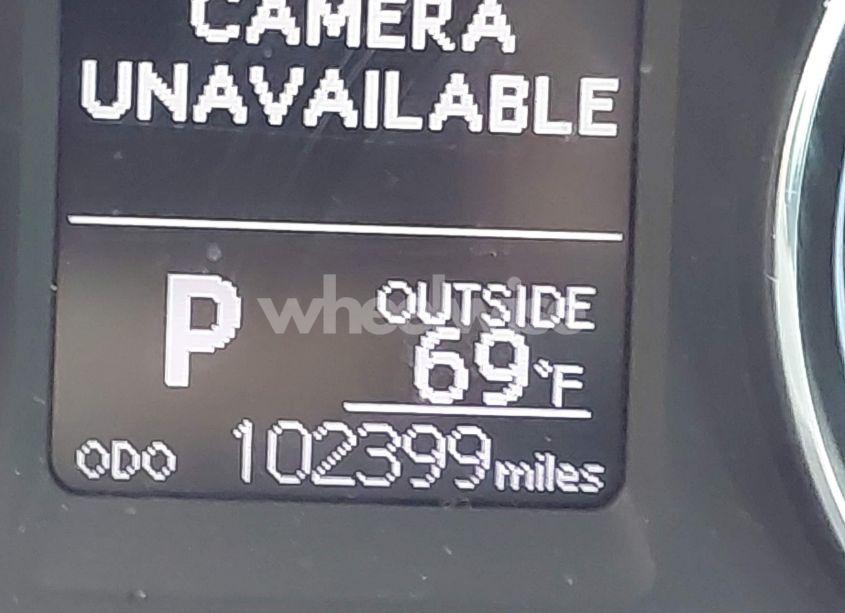 CAMERA
UNAVAILABLE
P
OUTSIDE
69°F
ODO 102399 miles